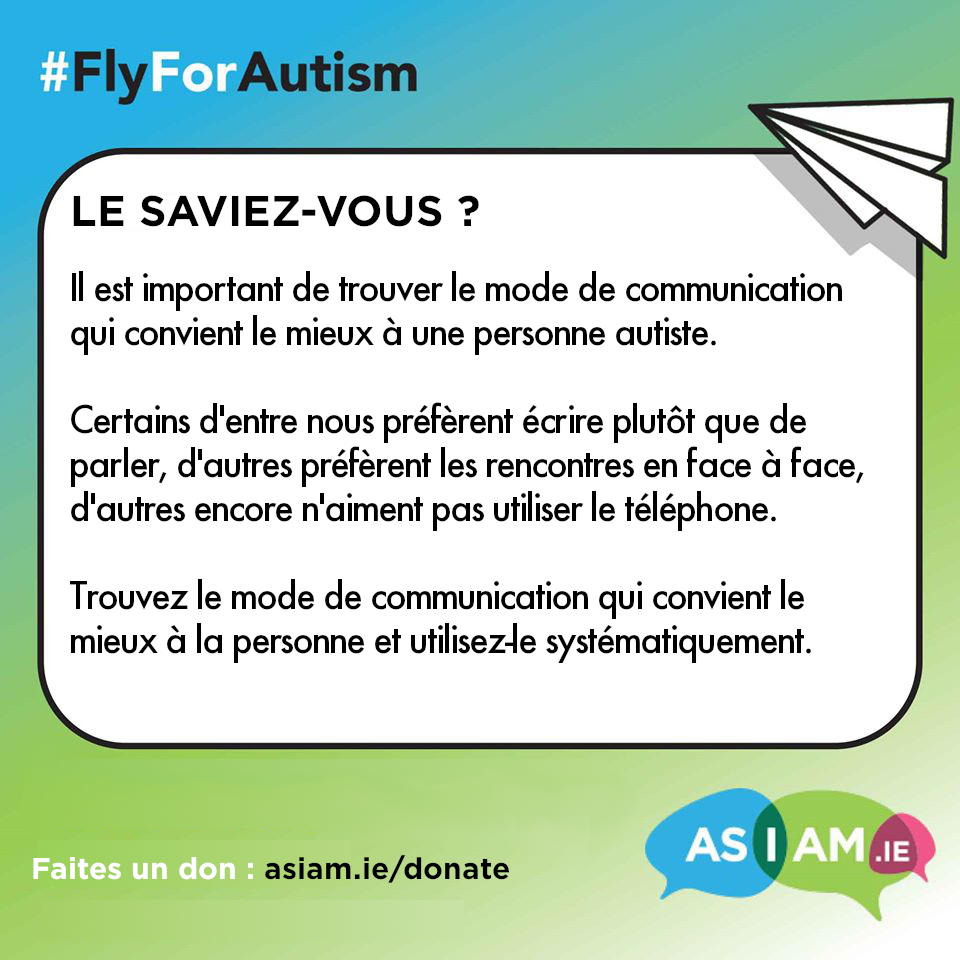 #FlyForAutism
LE SAVIEZ-VOUS ?
Il est important de trouver le mode de communication
qui convient le mieux à une personne autiste.
Certains d'entre nous préfèrent écrire plutôt que de
parler, d'autres préfèrent les rencontres en face à face,
d'autres encore n'aiment pas utiliser le téléphone.
Trouvez le mode de communication qui convient le
mieux à la personne et utilisez-le systématiquement.
AS I AM.IE
Faites un don : asiam.ie/donate